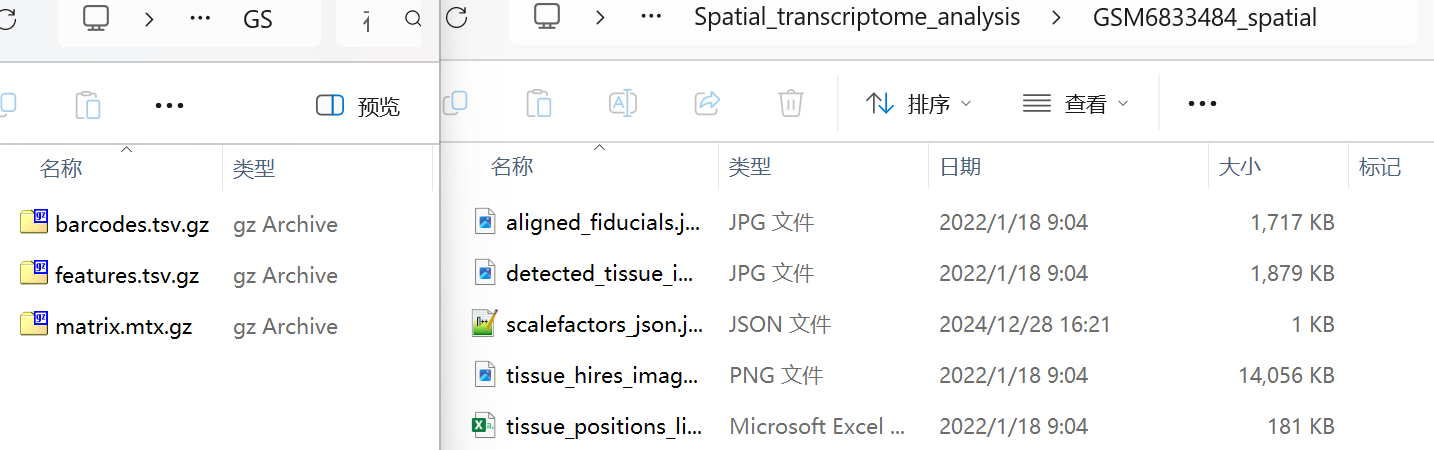 GS
预览
名称 类型
barcodes.tsv.gz gz Archive
features.tsv.gz gz Archive
matrix.mtx.gz gz Archive
Spatial_transcriptome_analysis GSM6833484_spatial
排序 查看
名称 类型 日期 大小 标记
aligned_fiducials.j... JPG 文件 2022/1/18 9:04 1,717 KB
detected_tissue_i... JPG 文件 2022/1/18 9:04 1,879 KB
scalefactors_json.j... JSON 文件 2024/12/28 16:21 1 KB
tissue_hires_imag... PNG 文件 2022/1/18 9:04 14,056 KB
tissue_positions_li... Microsoft Excel ... 2022/1/18 9:04 181 KB